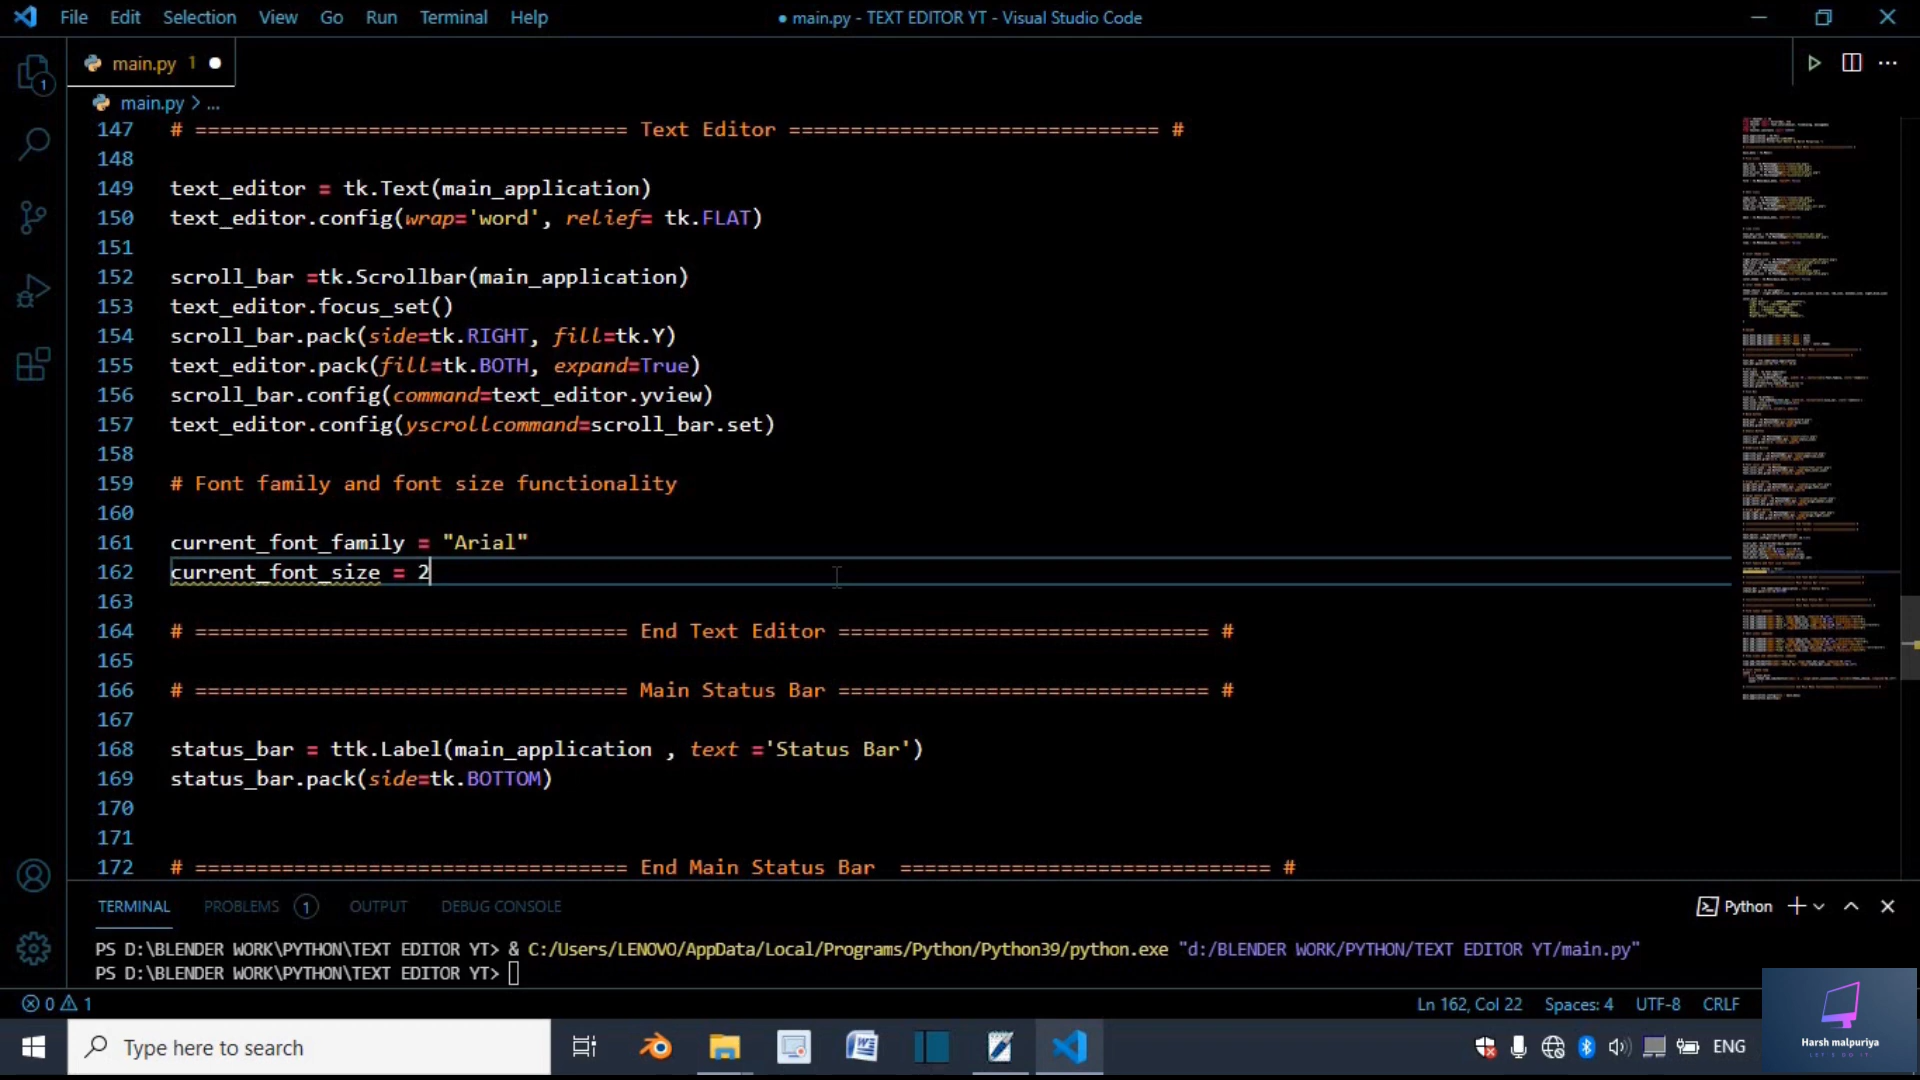 File Edit Selection View Go Run Terminal Help ● main.py - TEXT EDITOR YT - Visual Studio Code
main.py 1
1
main.py > ...
147 # =================================== Text Editor ============================== #
148
149 text_editor = tk.Text(main_application)
150 text_editor.config(wrap='word', relief= tk.FLAT)
151
152 scroll_bar =tk.Scrollbar(main_application)
153 text_editor.focus_set()
154 scroll_bar.pack(side=tk.RIGHT, fill=tk.Y)
155 text_editor.pack(fill=tk.BOTH, expand=True)
156 scroll_bar.config(command=text_editor.yview)
157 text_editor.config(yscrollcommand=scroll_bar.set)
158
159 # Font family and font size functionality
160
161 current_font_family = "Arial"
162 current_font_size = 2
163
164 # =================================== End Text Editor ============================== #
165
166 # =================================== Main Status Bar ============================== #
167
168 status_bar = ttk.Label(main_application , text ='Status Bar')
169 status_bar.pack(side=tk.BOTTOM)
170
171
172 # =================================== End Main Status Bar  ============================== #
TERMINAL PROBLEMS 1 OUTPUT DEBUG CONSOLE Python
PS D:\BLENDER WORK\PYTHON\TEXT EDITOR YT> & C:/Users/LENOVO/AppData/Local/Programs/Python/Python39/python.exe "d:/BLENDER WORK/PYTHON/TEXT EDITOR YT/main.py"
PS D:\BLENDER WORK\PYTHON\TEXT EDITOR YT>
0 1 Ln 162, Col 22 Spaces: 4 UTF-8 CRLF
Type here to search ENG
Harsh malpuriya
LET'S DO IT